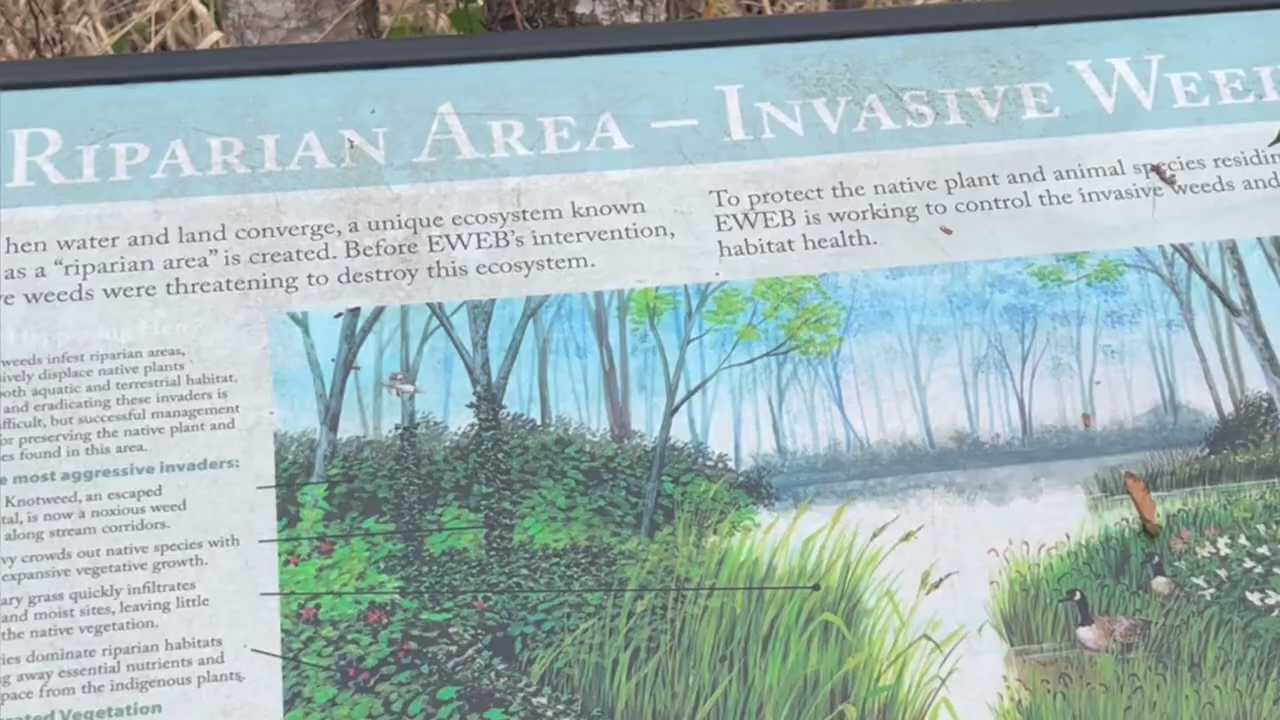 RIPARIAN AREA – INVASIVE WEED
hen water and land converge, a unique ecosystem known
as a “riparian area” is created. Before EWEB’s intervention,
ve weeds were threatening to destroy this ecosystem.
To protect the native plant and animal species residin
EWEB is working to control the invasive weeds and
habitat health.
weeds infest riparian areas,
ively displace native plants
oth aquatic and terrestrial habitat.
and eradicating these invaders is
fficult, but successful management
or preserving the native plant and
es found in this area.
e most aggressive invaders:
Knotweed, an escaped
tal, is now a noxious weed
along stream corridors.
vy crowds out native species with
expansive vegetative growth.
ary grass quickly infiltrates
and moist sites, leaving little
the native vegetation.
ies dominate riparian habitats
g away essential nutrients and
pace from the indigenous plants.
ated Vegetation